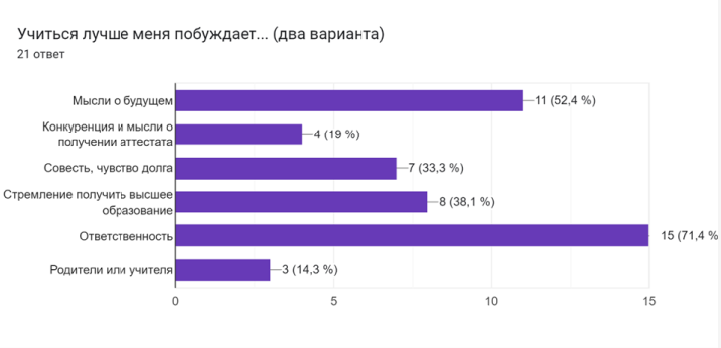 Учиться лучше меня побуждает... (два варианта)
21 ответ
Мысли о будущем
11 (52,4 %)
Конкуренция и мысли о
получении аттестата
4 (19 %)
Совесть, чувство долга
7 (33,3 %)
Стремление получить высшее
образование
8 (38,1 %)
Ответственность
15 (71,4 %
Родители или учителя
3 (14,3 %)
0 5 10 15